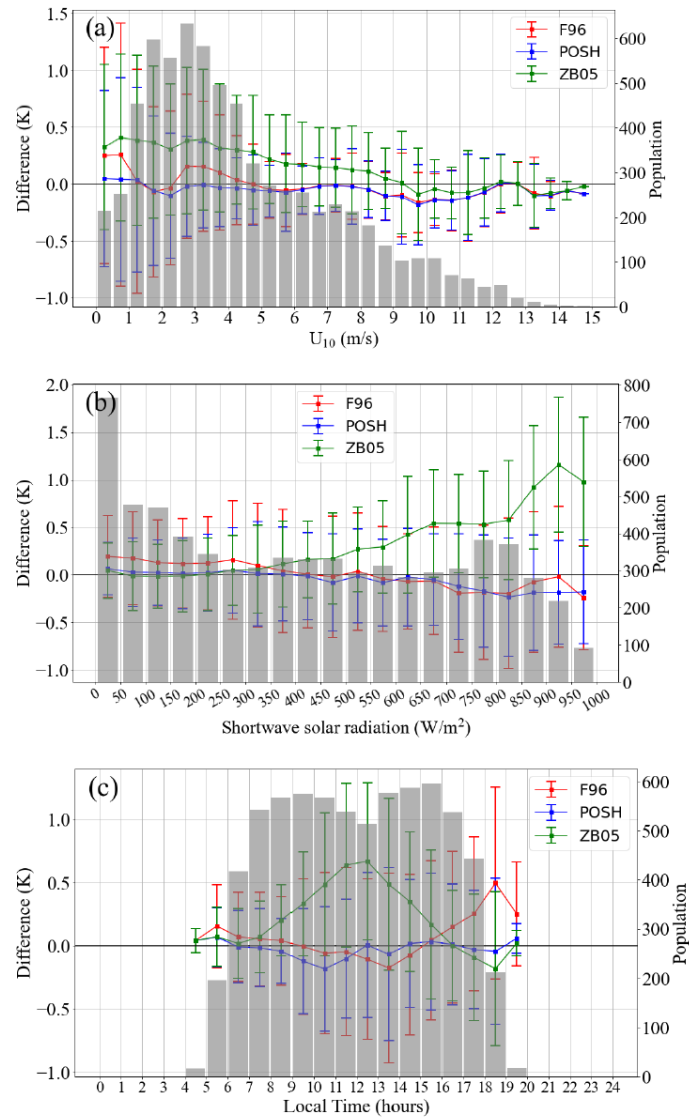 (a)
F96
POSH
ZB05
1.5
1.0
0.5
0.0
−0.5
−1.0
Difference (K)
600
500
400
300
200
100
0
Population
0 1 2 3 4 5 6 7 8 9 10 11 12 13 14 15
U10 (m/s)
(b)
F96
POSH
ZB05
2.0
1.5
1.0
0.5
0.0
−0.5
−1.0
Difference (K)
800
700
600
500
400
300
200
100
0
Population
0 50 100 150 200 250 300 350 400 450 500 550 600 650 700 750 800 850 900 950 1000
Shortwave solar radiation (W/m²)
(c)
F96
POSH
ZB05
1.0
0.5
0.0
−0.5
−1.0
Difference (K)
600
500
400
300
200
100
0
Population
0 1 2 3 4 5 6 7 8 9 10 11 12 13 14 15 16 17 18 19 20 21 22 23 24
Local Time (hours)